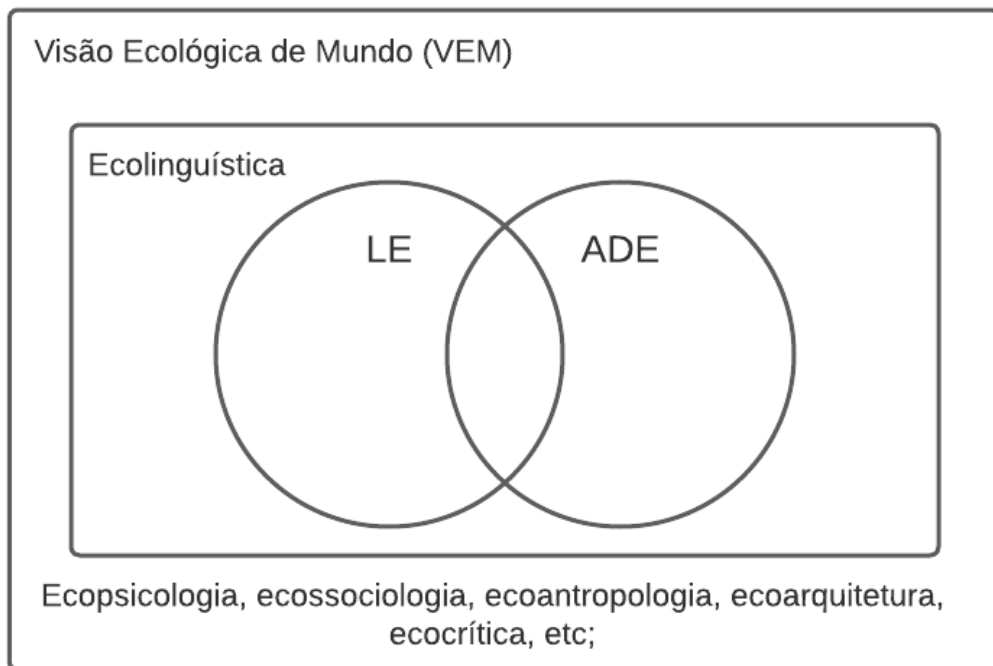 Visão Ecológica de Mundo (VEM)
Ecolinguística
LE
ADE
Ecopsicologia, ecossociologia, ecoantropologia, ecoarquitetura,
ecocrítica, etc;